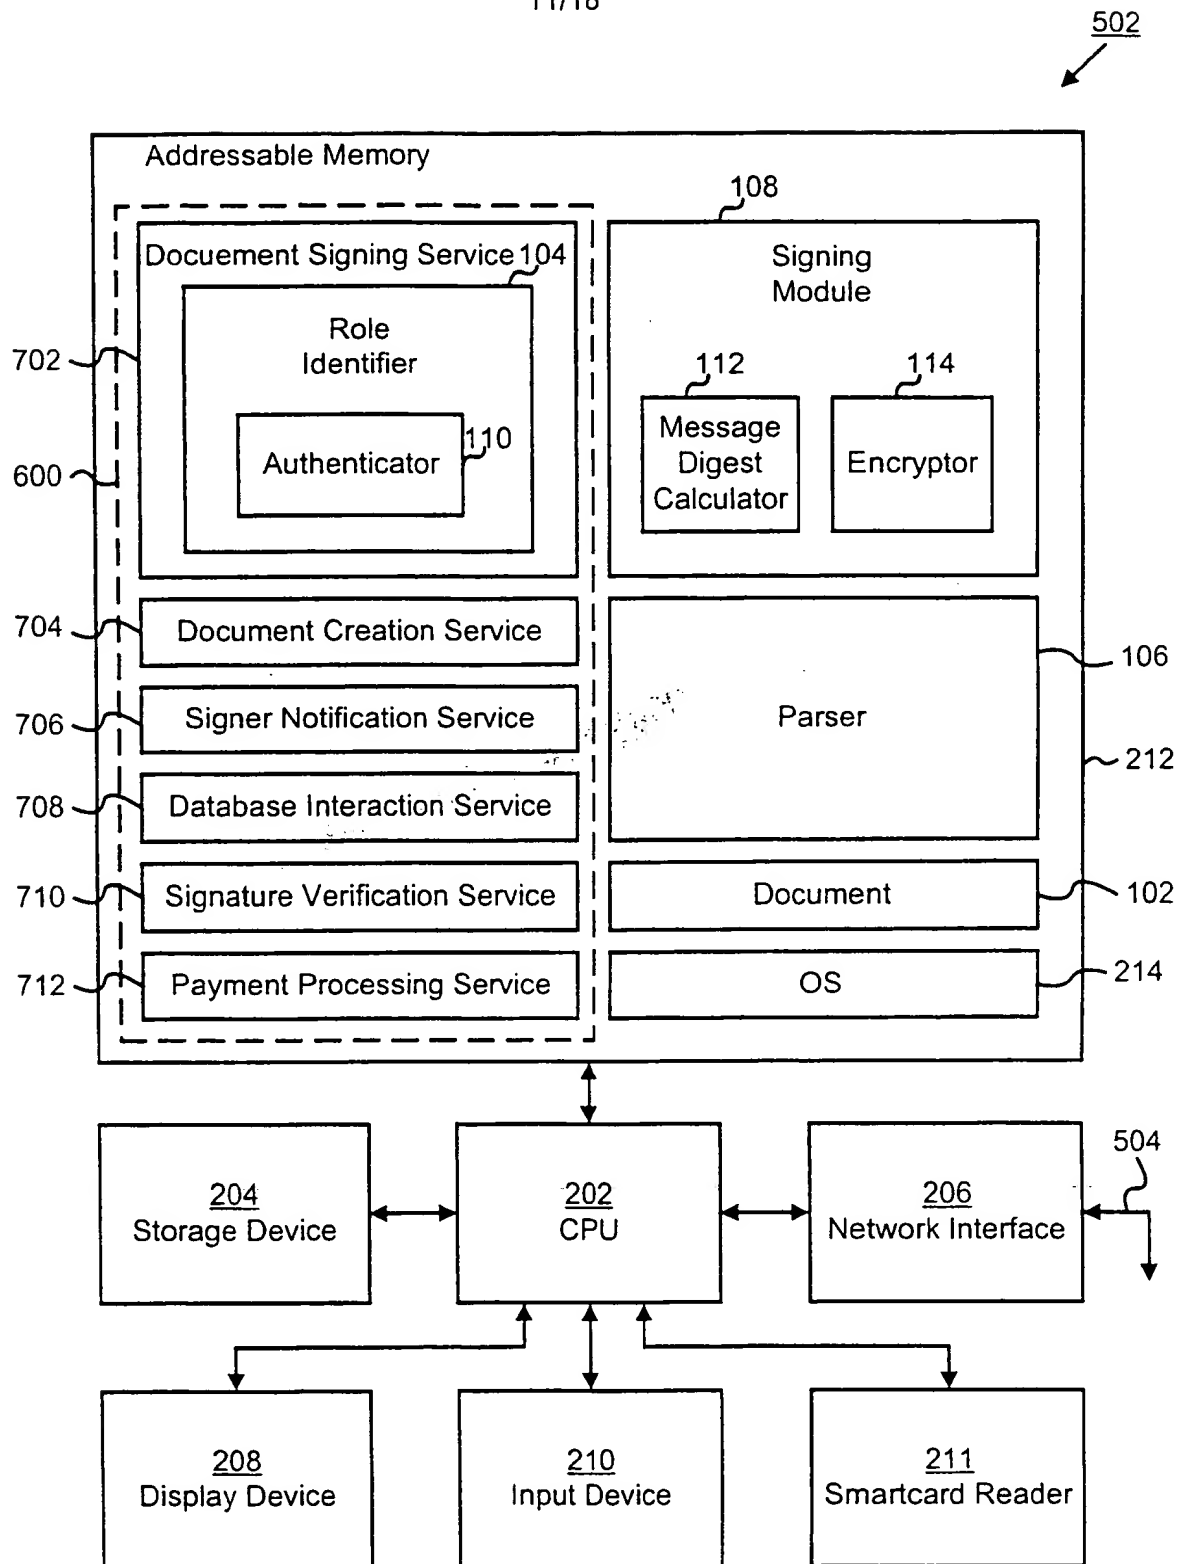 11/18
502
Addressable Memory
108
Docuement Signing Service
104
Signing
Module
Role
Identifier
702
112
114
110
Authenticator
Message
Digest
Calculator
Encryptor
600
704
Document Creation Service
106
706
Signer Notification Service
Parser
212
708
Database Interaction Service
710
Signature Verification Service
Document
102
712
Payment Processing Service
OS
214
504
204
Storage Device
202
CPU
206
Network Interface
208
Display Device
210
Input Device
211
Smartcard Reader